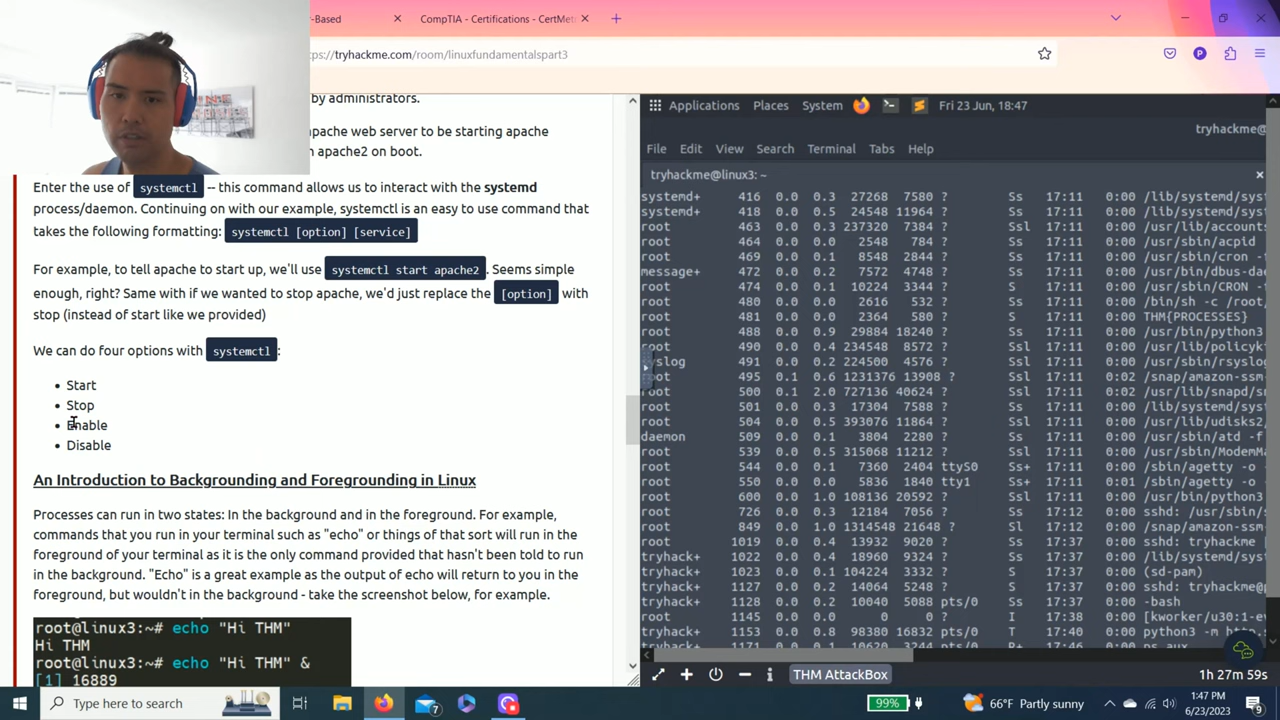 r-Based
CompTIA - Certifications - CertMet
ps://tryhackme.com/room/linuxfundamentalspart3
by administrators.
apache web server to be starting apache
n apache2 on boot.
Enter the use of systemctl -- this command allows us to interact with the systemd
process/daemon. Continuing on with our example, systemctl is an easy to use command that
takes the following formatting: systemctl [option] [service]
For example, to tell apache to start up, we'll use systemctl start apache2. Seems simple
enough, right? Same with if we wanted to stop apache, we'd just replace the [option] with
stop (instead of start like we provided)
We can do four options with systemctl:
Start
Stop
Enable
Disable
An Introduction to Backgrounding and Foregrounding in Linux
Processes can run in two states: In the background and in the foreground. For example,
commands that you run in your terminal such as "echo" or things of that sort will run in the
foreground of your terminal as it is the only command provided that hasn't been told to run
in the background. "Echo" is a great example as the output of echo will return to you in the
foreground, but wouldn't in the background - take the screenshot below, for example.
root@linux3:~# echo "Hi THM"
Hi THM
root@linux3:~# echo "Hi THM" &
[1] 16889
Applications Places System Fri 23 Jun, 18:47
tryhackme@
File Edit View Search Terminal Tabs Help
tryhackme@linux3: ~
systemd+ 416 0.0 0.3 27268 7580 ? Ss 17:11 0:00 /lib/systemd/sys
systemd+ 418 0.0 0.5 24548 11964 ? Ss 17:11 0:00 /lib/systemd/sys
root 463 0.0 0.3 237320 7384 ? Ssl 17:11 0:00 /usr/lib/account
root 464 0.0 0.0 2548 784 ? Ss 17:11 0:00 /usr/sbin/acpid
root 469 0.0 0.1 8548 2844 ? Ss 17:11 0:00 /usr/sbin/cron -
message+ 472 0.0 0.2 7572 4748 ? Ss 17:11 0:00 /usr/bin/dbus-dae
root 474 0.0 0.1 10224 3344 ? S 17:11 0:00 /usr/sbin/CRON -f
root 480 0.0 0.0 2616 532 ? Ss 17:11 0:00 /bin/sh -c /root/
root 481 0.0 0.0 2364 580 ? S 17:11 0:00 THM{PROCESSES}
root 488 0.0 0.9 29884 18240 ? Ss 17:11 0:00 /usr/bin/python3
root 490 0.0 0.4 234548 8572 ? Ssl 17:11 0:00 /usr/lib/policyk
syslog 491 0.0 0.2 224500 4576 ? Ssl 17:11 0:00 /usr/sbin/rsyslog
root 495 0.1 0.6 1231376 13908 ? Ssl 17:11 0:02 /snap/amazon-ssm
root 500 0.1 2.0 727136 40624 ? Ssl 17:11 0:02 /usr/lib/snapd/s
root 501 0.0 0.3 17304 7588 ? Ss 17:11 0:00 /lib/systemd/sys
root 504 0.0 0.5 393076 11864 ? Ssl 17:11 0:00 /usr/lib/udisks2
daemon 509 0.0 0.1 3804 2280 ? Ss 17:11 0:00 /usr/sbin/atd -f
root 539 0.0 0.5 315068 11212 ? Ssl 17:11 0:00 /usr/sbin/ModemMa
root 544 0.0 0.1 7360 2404 ttyS0 Ss+ 17:11 0:00 /sbin/agetty -o
root 550 0.0 0.0 5836 1840 tty1 Ss+ 17:11 0:01 /sbin/agetty -o
root 600 0.0 1.0 108136 20592 ? Ssl 17:11 0:00 /usr/bin/python3
root 726 0.0 0.3 12184 7056 ? Ss 17:12 0:00 sshd: /usr/sbin/s
root 849 0.0 1.0 1314548 21648 ? Sl 17:12 0:00 /snap/amazon-ssm
root 1019 0.0 0.4 13932 9020 ? Ss 17:37 0:00 sshd: tryhackme [
tryhack+ 1022 0.0 0.4 18960 9324 ? Ss 17:37 0:00 /lib/systemd/sys
tryhack+ 1023 0.0 0.1 104224 3332 ? S 17:37 0:00 (sd-pam)
tryhack+ 1127 0.0 0.2 14064 5248 ? S 17:37 0:00 sshd: tryhackme@p
tryhack+ 1128 0.0 0.2 10040 5088 pts/0 Ss 17:37 0:00 -bash
root 1145 0.0 0.0 0 0 ? I 17:38 0:00 [kworker/u30:1-ev
tryhack+ 1153 0.0 0.8 98380 16832 pts/0 T 17:40 0:00 python3 -m http.s
THM AttackBox
1h 27m 59s
Type here to search
7
99%
66°F Partly sunny
1:47 PM
6/23/2023
9